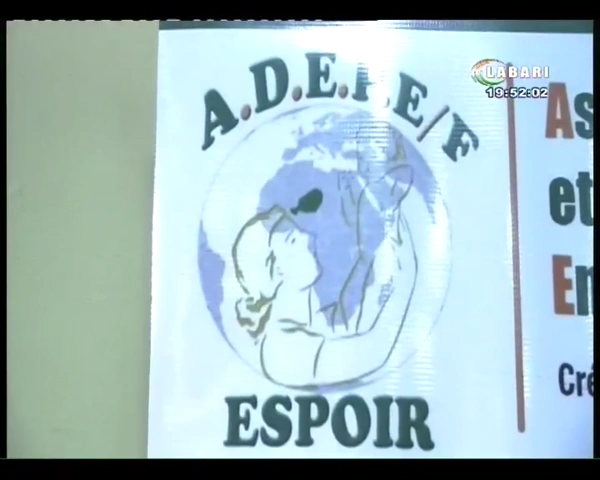 LABARI
19:52:02
A.D.E.P.E/F
ESPOIR
As
et
En
Cré